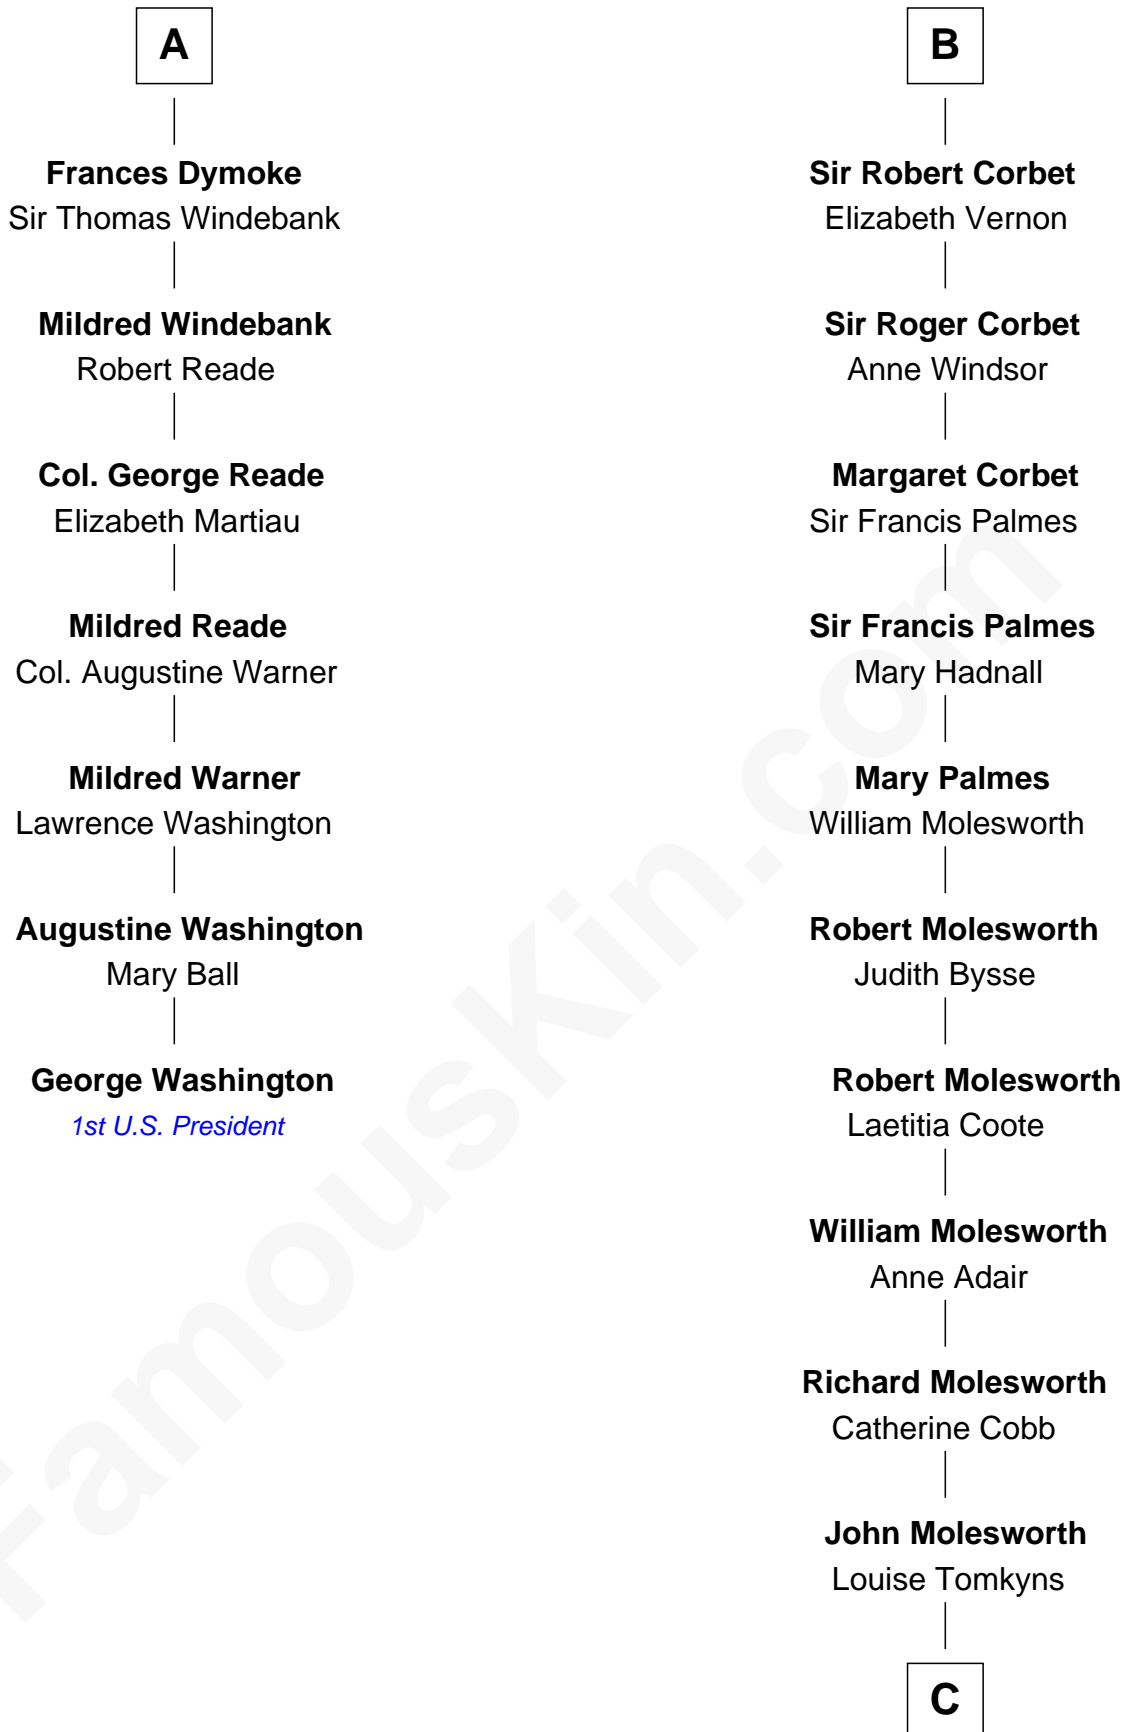 A
Frances Dymoke
Sir Thomas Windebank
Mildred Windebank
Robert Reade
Col. George Reade
Elizabeth Martiau
Mildred Reade
Col. Augustine Warner
Mildred Warner
Lawrence Washington
Augustine Washington
Mary Ball
George Washington
1st U.S. President
B
Sir Robert Corbet
Elizabeth Vernon
Sir Roger Corbet
Anne Windsor
Margaret Corbet
Sir Francis Palmes
Sir Francis Palmes
Mary Hadnall
Mary Palmes
William Molesworth
Robert Molesworth
Judith Bysse
Robert Molesworth
Laetitia Coote
William Molesworth
Anne Adair
Richard Molesworth
Catherine Cobb
John Molesworth
Louise Tomkyns
C
FamousKin.com